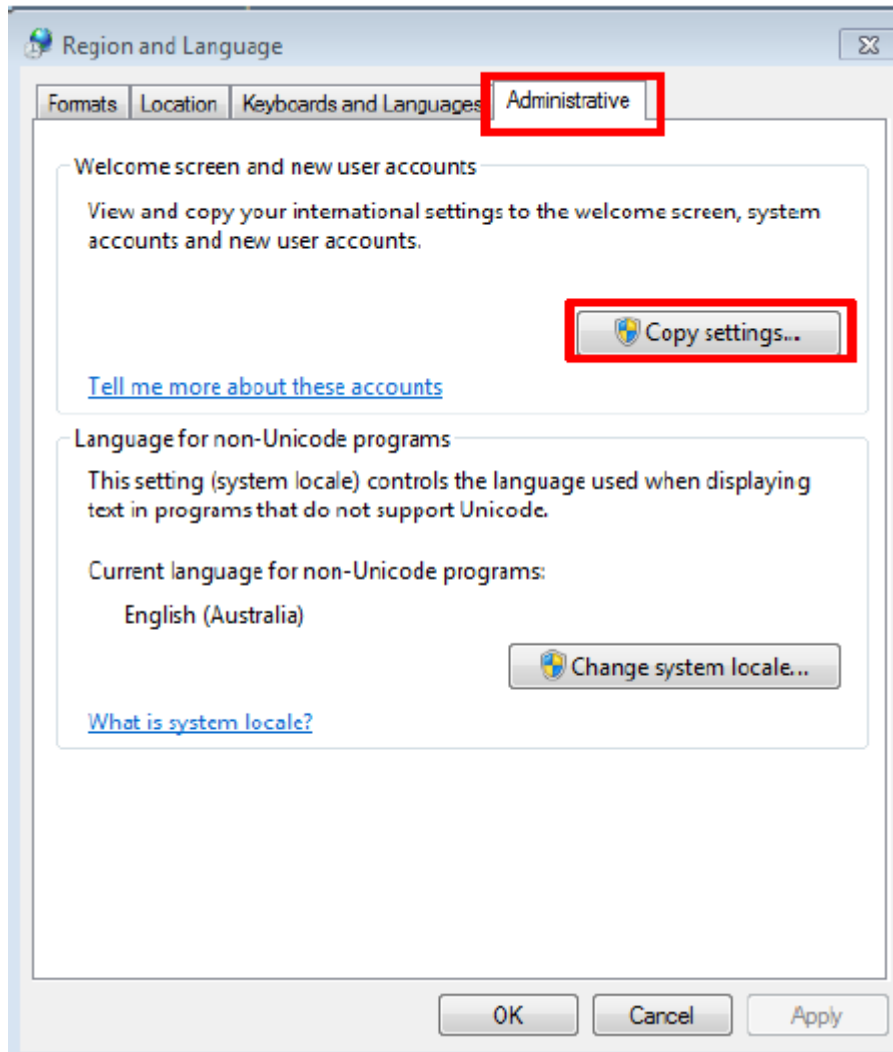 Region and Language
Formats Location Keyboards and Languages Administrative
Welcome screen and new user accounts
View and copy your international settings to the welcome screen, system
accounts and new user accounts.
Copy settings...
Tell me more about these accounts
Language for non-Unicode programs
This setting (system locale) controls the language used when displaying
text in programs that do not support Unicode.
Current language for non-Unicode programs:
English (Australia)
Change system locale...
What is system locale?
OK Cancel Apply